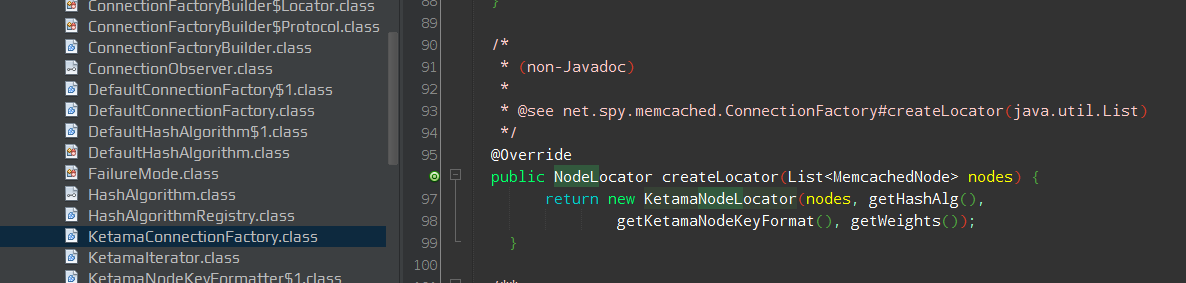 ConnectionFactoryBuilder$Locator.class
ConnectionFactoryBuilder$Protocol.class
ConnectionFactoryBuilder.class
ConnectionObserver.class
DefaultConnectionFactory$1.class
DefaultConnectionFactory.class
DefaultHashAlgorithm$1.class
DefaultHashAlgorithm.class
FailureMode.class
HashAlgorithm.class
HashAlgorithmRegistry.class
KetamaConnectionFactory.class
KetamaIterator.class
KetamaNodeKeyFormatter$1.class
88 }
89
90 /*
91 * (non-Javadoc)
92 *
93 * @see net.spy.memcached.ConnectionFactory#createLocator(java.util.List)
94 */
95 @Override
public NodeLocator createLocator(List<MemcachedNode> nodes) {
97 return new KetamaNodeLocator(nodes, getHashAlg(),
98 getKetamaNodeKeyFormat(), getWeights());
99 }
100
/**